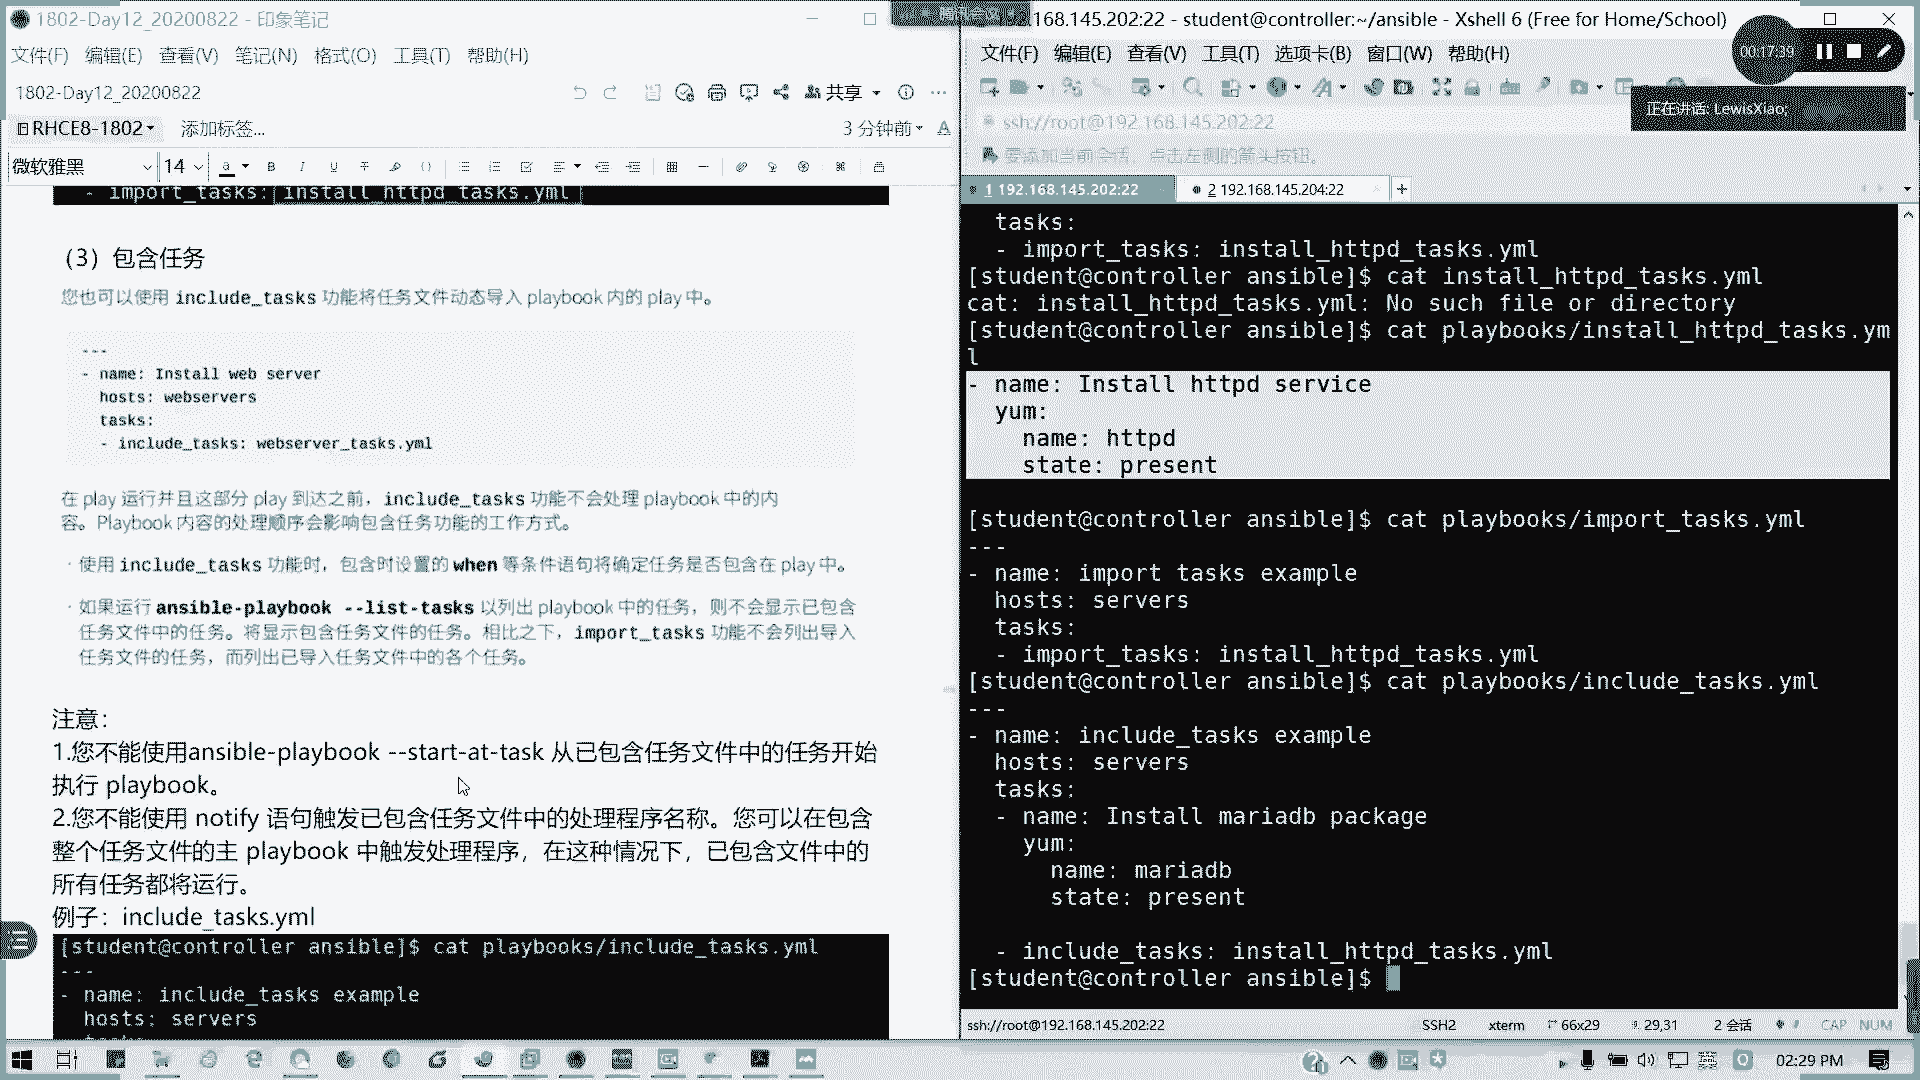 1802-Day12_20200822 - 印象笔记
文件(F) 编辑(E) 查看(V) 笔记(N) 格式(O) 工具(T) 帮助(H)
1802-Day12_20200822
共享
RHCE8-1802
添加标签...
3 分钟前
微软雅黑 14
- import_tasks: install_httpd_tasks.yml
（3）包含任务
您也可以使用 include_tasks 功能将任务文件动态导入 playbook 内的 play 中。
---
- name: Install web server
hosts: webservers
tasks:
- include_tasks: webserver_tasks.yml
在 play 运行并且这部分 play 到达之前，include_tasks 功能不会处理 playbook 中的内
容。Playbook 内容的处理顺序会影响包含任务功能的工作方式。
· 使用 include_tasks 功能时，包含时设置的 when 等条件语句将确定任务是否包含在 play 中。
· 如果运行 ansible-playbook --list-tasks 以列出 playbook 中的任务，则不会显示已包含
任务文件中的任务。将显示包含任务文件的任务。相比之下，import_tasks 功能不会列出导入
任务文件的任务，而列出已导入任务文件中的各个任务。
注意：
1.您不能使用ansible-playbook --start-at-task 从已包含任务文件中的任务开始
执行 playbook。
2.您不能使用 notify 语句触发已包含任务文件中的处理程序名称。您可以在包含
整个任务文件的主 playbook 中触发处理程序，在这种情况下，已包含文件中的
所有任务都将运行。
例子：include_tasks.yml
[student@controller ansible]$ cat playbooks/include_tasks.yml
---
- name: include_tasks example
hosts: servers
.168.145.202:22 - student@controller:~/ansible - Xshell 6 (Free for Home/School)
文件(F) 编辑(E) 查看(V) 工具(T) 选项卡(B) 窗口(W) 帮助(H)
00:17:39
正在讲话: LewisXiao;
ssh://root@192.168.145.202:22
要添加当前会话，点击左侧的箭头按钮。
1 192.168.145.202:22
2 192.168.145.204:22
tasks:
- import_tasks: install_httpd_tasks.yml
[student@controller ansible]$ cat install_httpd_tasks.yml
cat: install_httpd_tasks.yml: No such file or directory
[student@controller ansible]$ cat playbooks/install_httpd_tasks.ym
l
- name: Install httpd service
yum:
name: httpd
state: present
[student@controller ansible]$ cat playbooks/import_tasks.yml
---
- name: import tasks example
hosts: servers
tasks:
- import_tasks: install_httpd_tasks.yml
[student@controller ansible]$ cat playbooks/include_tasks.yml
---
- name: include_tasks example
hosts: servers
tasks:
- name: Install mariadb package
yum:
name: mariadb
state: present
- include_tasks: install_httpd_tasks.yml
[student@controller ansible]$
ssh://root@192.168.145.202:22 SSH2 xterm 66x29 29,31 2 会话 CAP NUM
02:29 PM